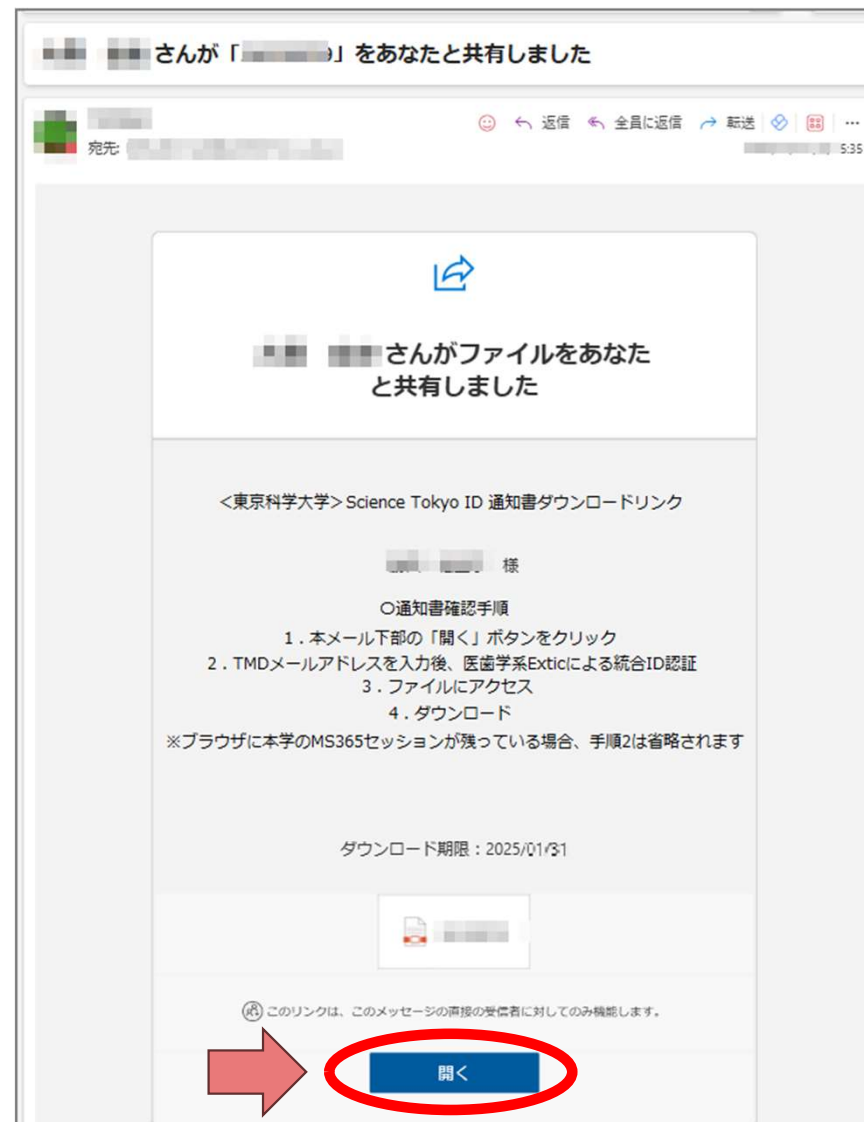 さんが「」をあなたと共有しました
返信 全員に返信 転送 …
宛先:
5:35
さんがファイルをあなた
と共有しました
＜東京科学大学＞Science Tokyo ID 通知書ダウンロードリンク
様
○通知書確認手順
1．本メール下部の「開く」ボタンをクリック
2．TMDメールアドレスを入力後、医歯学系Exticによる統合ID認証
3．ファイルにアクセス
4．ダウンロード
※ブラウザに本学のMS365セッションが残っている場合、手順2は省略されます
ダウンロード期限：2025/01/31
このリンクは、このメッセージの直接の受信者に対してのみ機能します。
開く